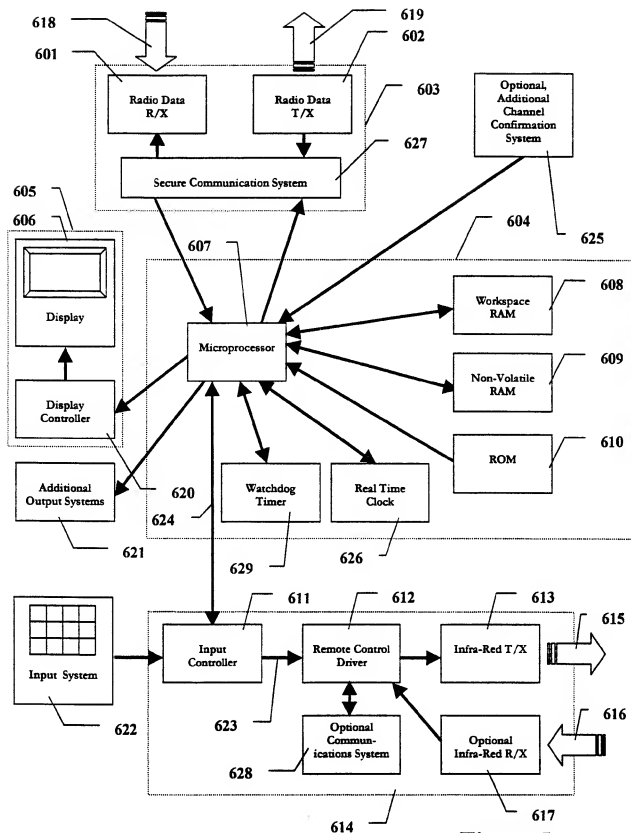 618
619
601
602
Radio Data
R/X
Radio Data
T/X
603
Optional,
Additional
Channel
Confirmation
System
627
Secure Communication System
605
606
607
604
625
Display
Workspace
RAM
608
Microprocessor
Non-Volatile
RAM
609
Display
Controller
ROM
610
Additional
Output Systems
620
624
Watchdog
Timer
Real Time
Clock
621
629
626
611
612
613
615
Input System
Input
Controller
Remote Control
Driver
Infra-Red T/X
622
623
616
Optional
Commun-
ications System
Optional
Infra-Red R/X
628
614
617